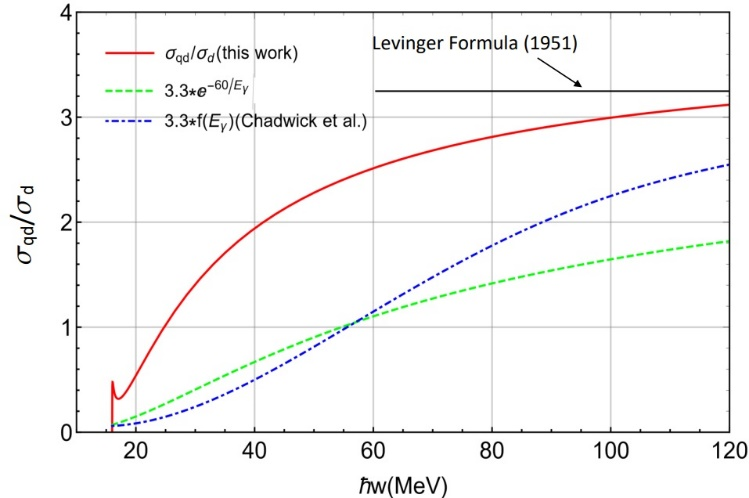 4
Levinger Formula (1951)
σqd/σd(this work)
3.3*e^-60/Eγ
3.3*f(Eγ)(Chadwick et al.)
3
2
1
0
σqd/σd
20 40 60 80 100 120
ħw(MeV)